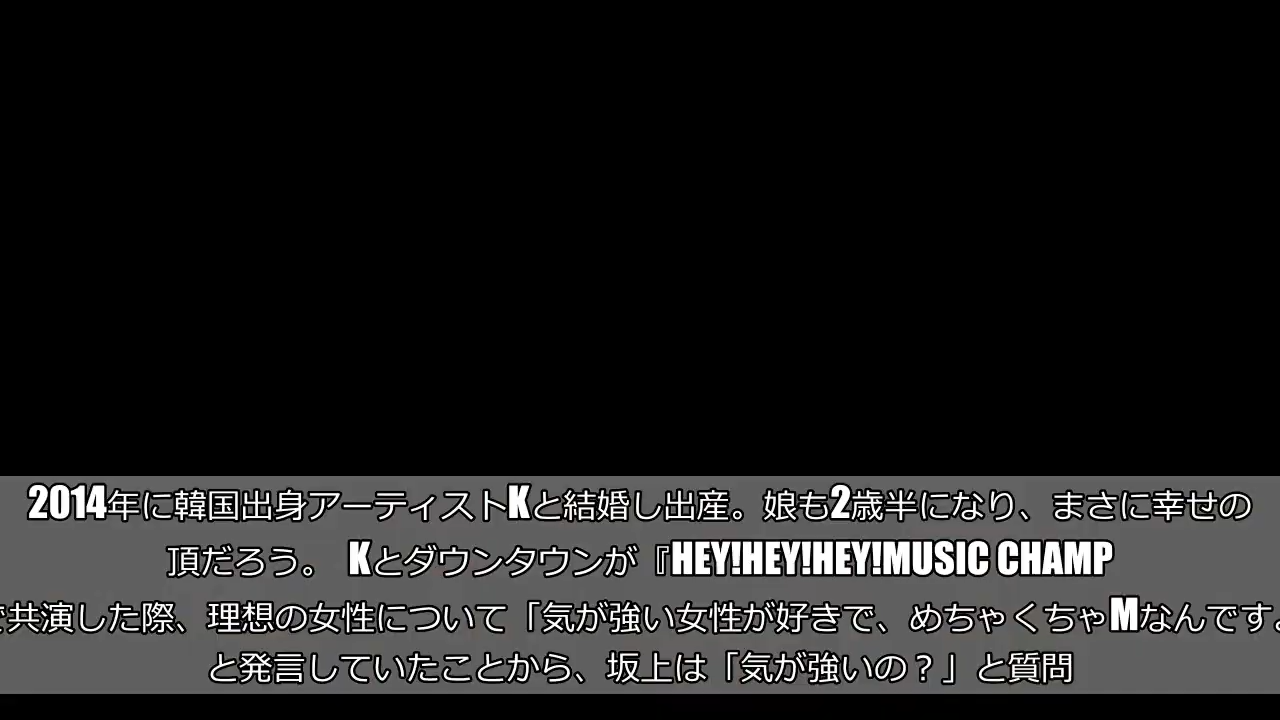 2014年に韓国出身アーティストKと結婚し出産。娘も2歳半になり、まさに幸せの
頂だろう。 Kとダウンタウンが『HEY!HEY!HEY!MUSIC CHAMP
で共演した際、理想の女性について「気が強い女性が好きで、めちゃくちゃMなんです。
と発言していたことから、坂上は「気が強いの？」と質問